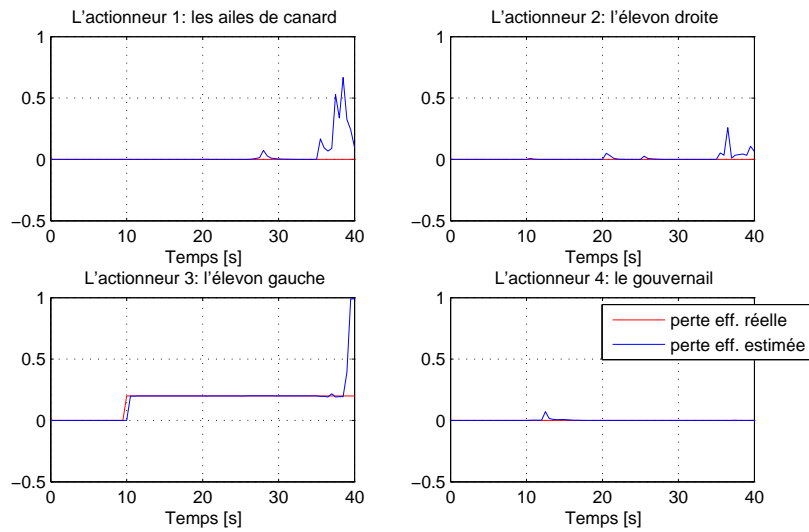 L'actionneur 1: les ailes de canard
1
0.5
0
−0.5
0 10 20 30 40
Temps [s]
L'actionneur 2: l'élevon droite
1
0.5
0
−0.5
0 10 20 30 40
Temps [s]
L'actionneur 3: l'élevon gauche
1
0.5
0
−0.5
0 10 20 30 40
Temps [s]
L'actionneur 4: le gouvernail
1
0.5
0
−0.5
0 10 20 30 40
Temps [s]
perte eff. réelle
perte eff. estimée